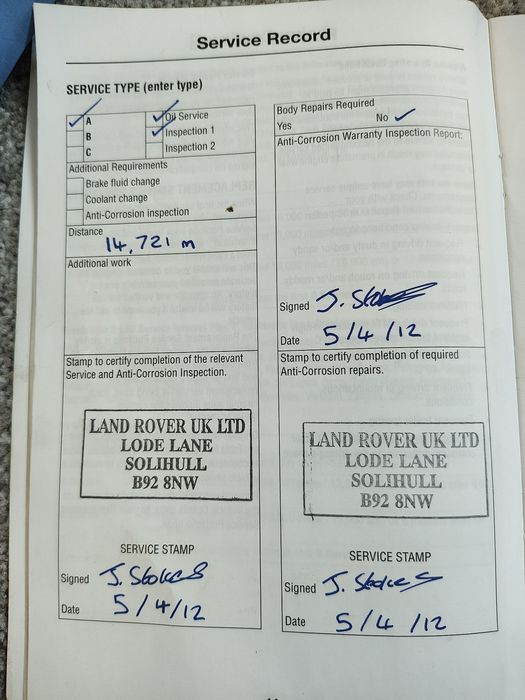 Service Record
SERVICE TYPE (enter type)
A
B
C
Oil Service
Inspection 1
Inspection 2
Additional Requirements
Brake fluid change
Coolant change
Anti-Corrosion inspection
Distance
14,721 m
Additional work
Stamp to certify completion of the relevant
Service and Anti-Corrosion Inspection.
LAND ROVER UK LTD
LODE LANE
SOLIHULL
B92 8NW
SERVICE STAMP
Signed J. Stokes
Date 5/4/12
Body Repairs Required
Yes No
Anti-Corrosion Warranty Inspection Report:
Signed J.
Date 5/4/12
Stamp to certify completion of required
Anti-Corrosion repairs.
LAND ROVER UK LTD
LODE LANE
SOLIHULL
B92 8NW
SERVICE STAMP
Signed J. Stokes
Date 5/4/12